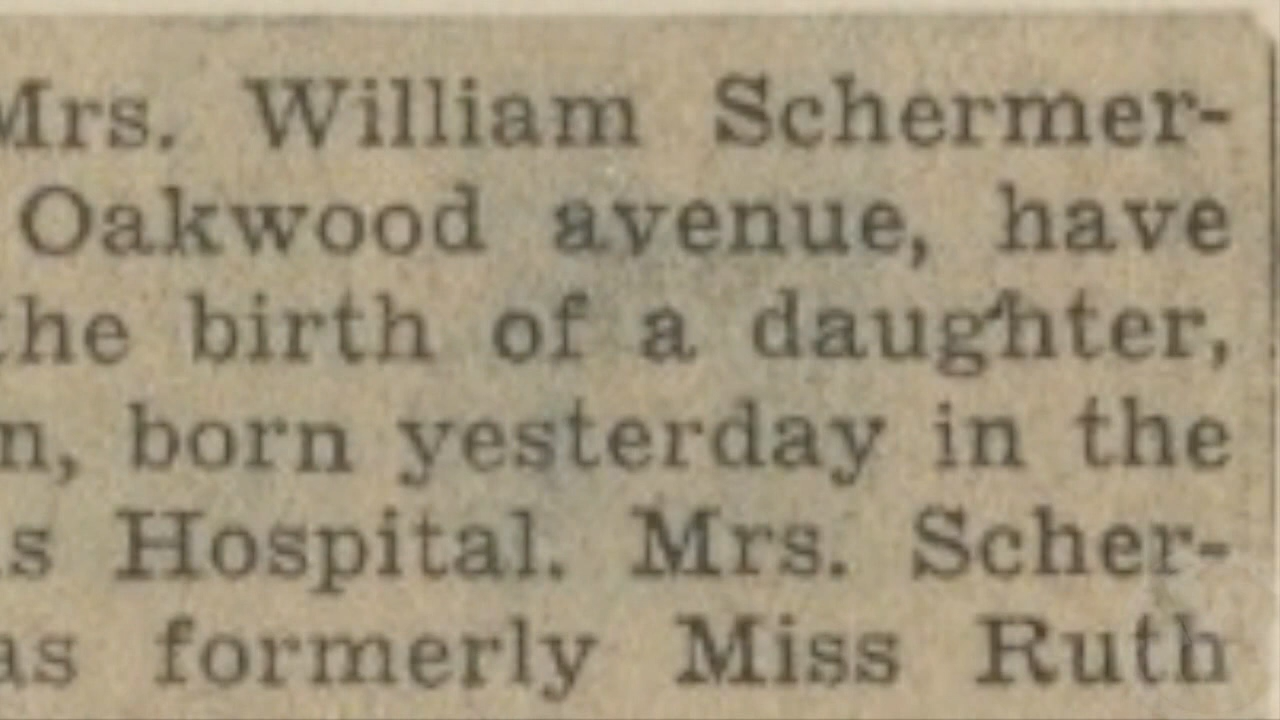 Mrs. William Schermer-
Oakwood avenue, have
the birth of a daughter,
n, born yesterday in the
s Hospital. Mrs. Scher-
as formerly Miss Ruth